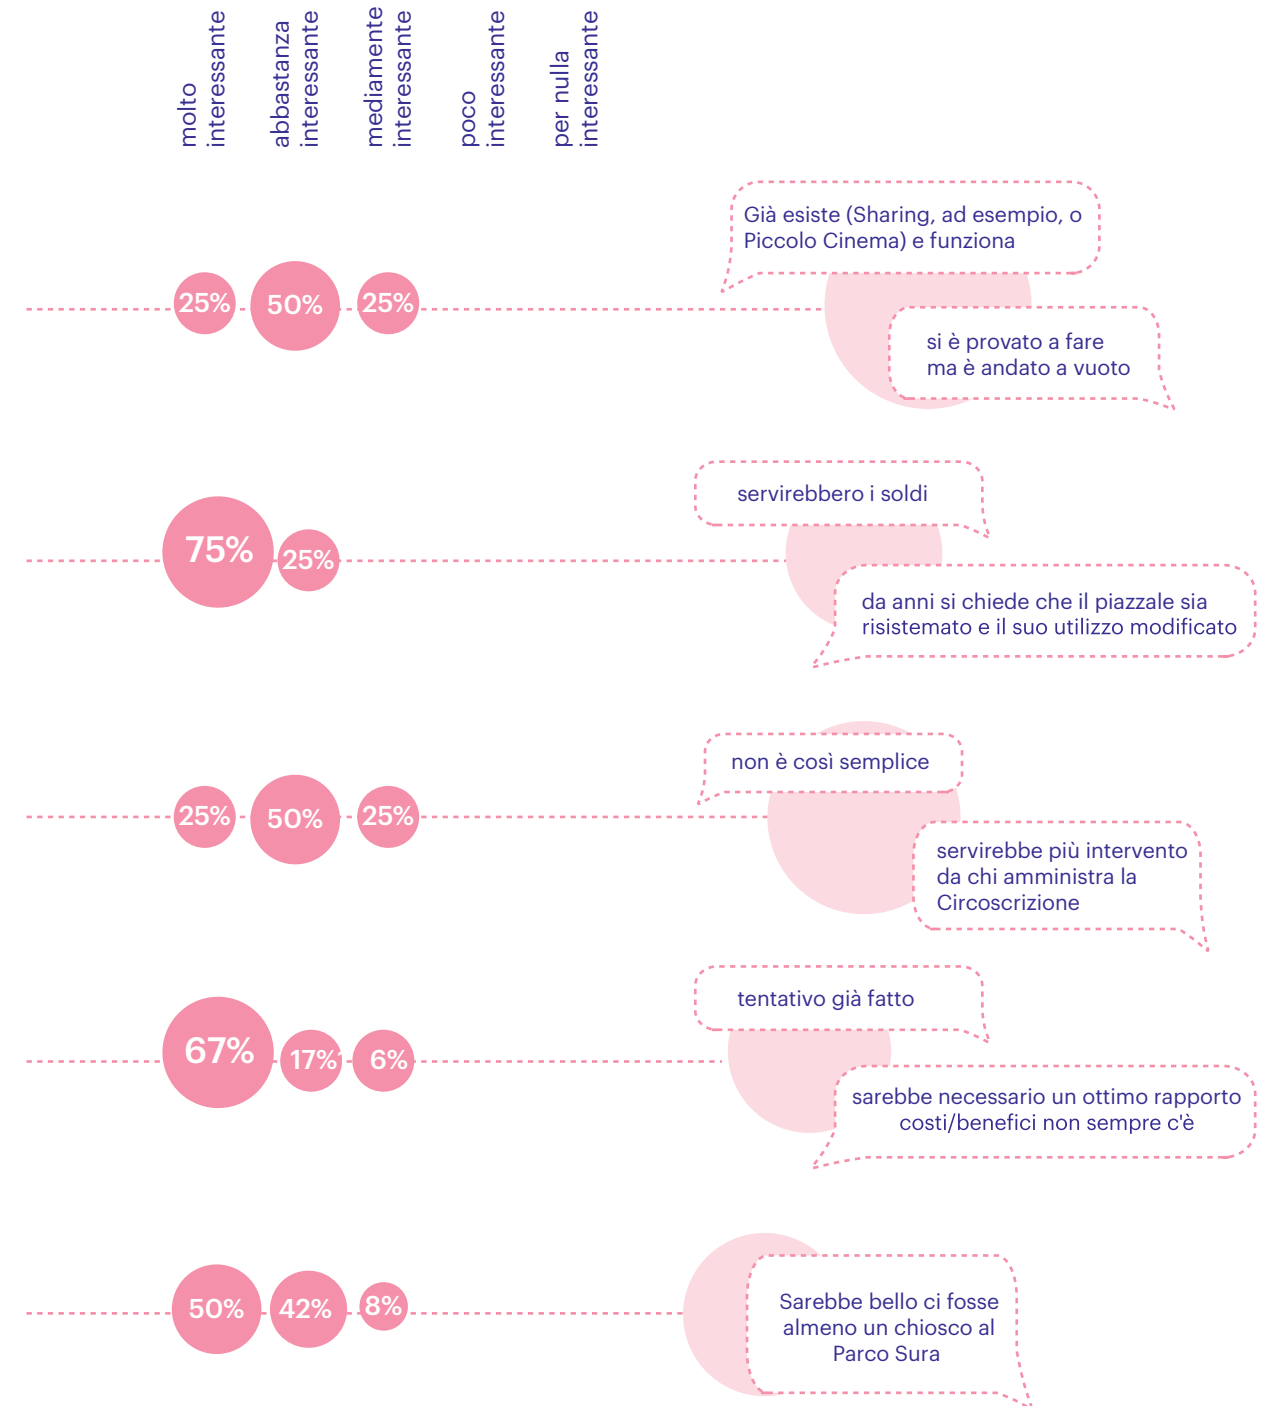 molto
interessante
abbastanza
interessante
mediamente
interessante
poco
interessante
per nulla
interessante
Già esiste (Sharing, ad esempio, o
Piccolo Cinema) e funziona
25% 50% 25%
si è provato a fare
ma è andato a vuoto
servirebbero i soldi
75% 25%
da anni si chiede che il piazzale sia
risistemato e il suo utilizzo modificato
non è così semplice
25% 50% 25%
servirebbe più intervento
da chi amministra la
Circoscrizione
tentativo già fatto
67% 17% 6%
sarebbe necessario un ottimo rapporto
costi/benefici non sempre c'è
50% 42% 8%
Sarebbe bello ci fosse
almeno un chiosco al
Parco Sura